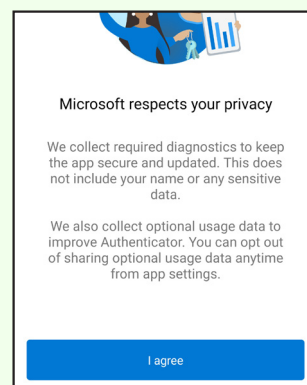 Microsoft respects your privacy
We collect required diagnostics to keep
the app secure and updated. This does
not include your name or any sensitive
data.
We also collect optional usage data to
improve Authenticator. You can opt out
of sharing optional usage data anytime
from app settings.
I agree